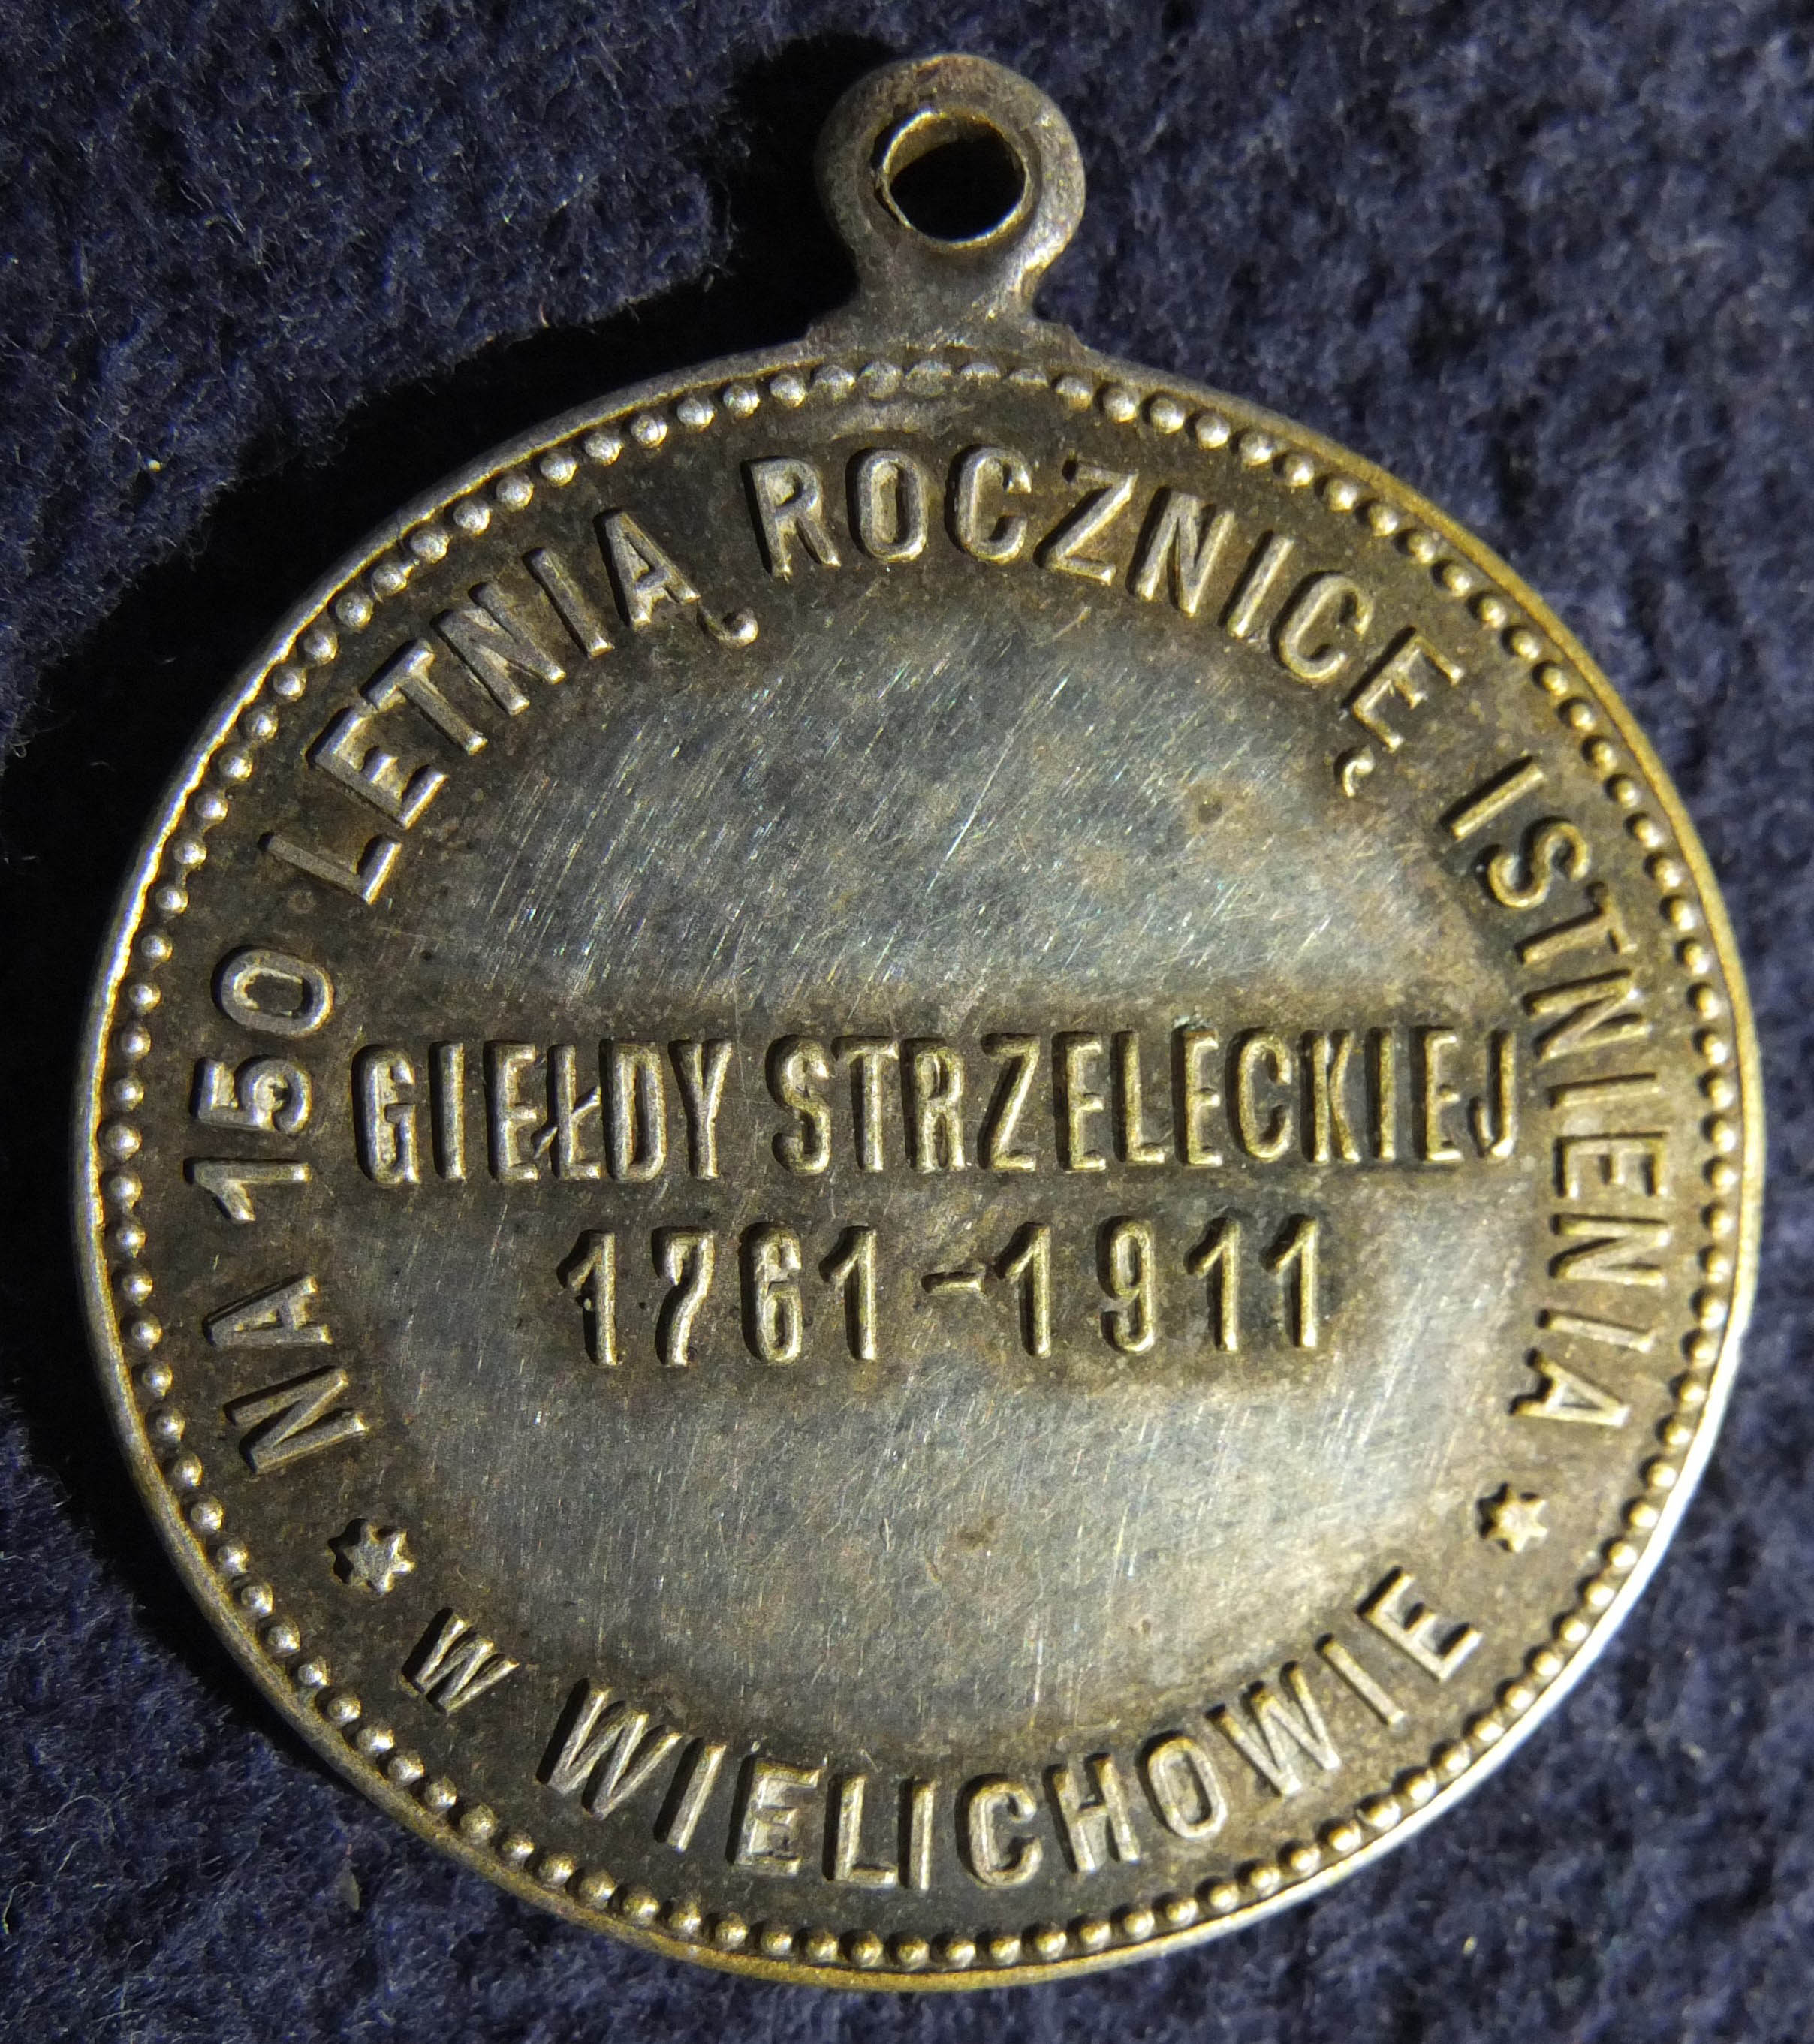 NA 150 LETNIĄ ROCZNICĘ ISTNIENIA
GIEŁDY STRZELECKIEJ
1761-1911
W WIELICHOWIE